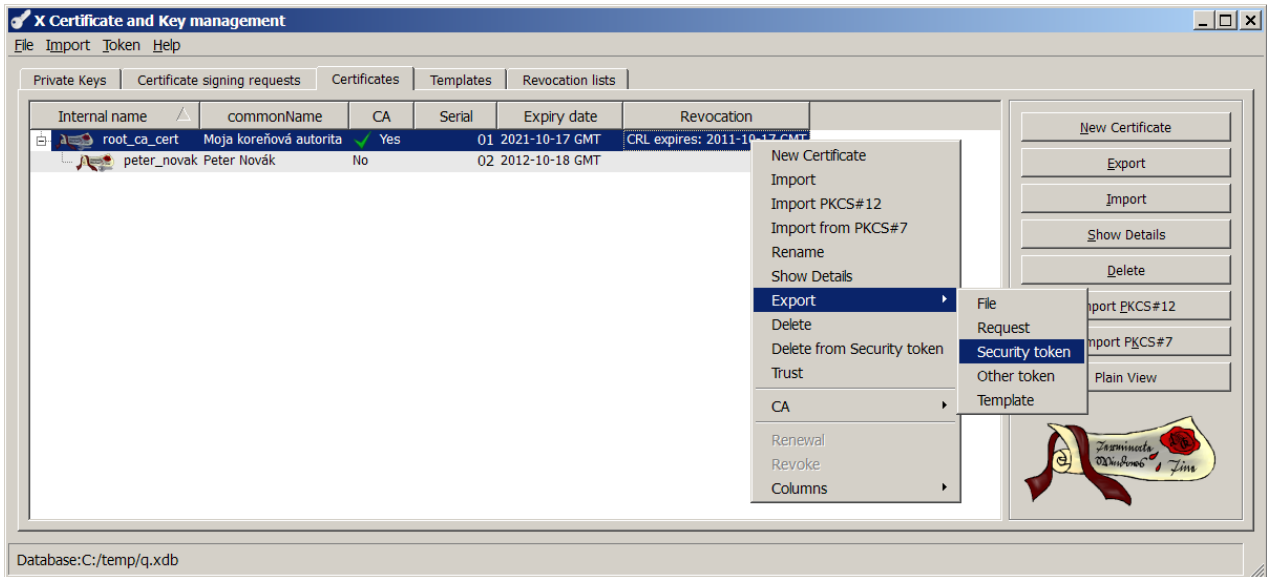 X Certificate and Key management
File Import Token Help
Private Keys Certificate signing requests Certificates Templates Revocation lists
Internal name commonName CA Serial Expiry date Revocation
root_ca_cert Moja koreňová autorita Yes 01 2021-10-17 GMT CRL expires: 2011-10-17 GMT
peter_novak Peter Novák No 02 2012-10-18 GMT
New Certificate
Import
Import PKCS#12
Import from PKCS#7
Rename
Show Details
Export
Delete
Delete from Security token
Trust
CA
Renewal
Revoke
Columns
File
Request
Security token
Other token
Template
New Certificate
Export
Import
Show Details
Delete
mport PKCS#12
mport PKCS#7
Plain View
Database:C:/temp/q.xdb